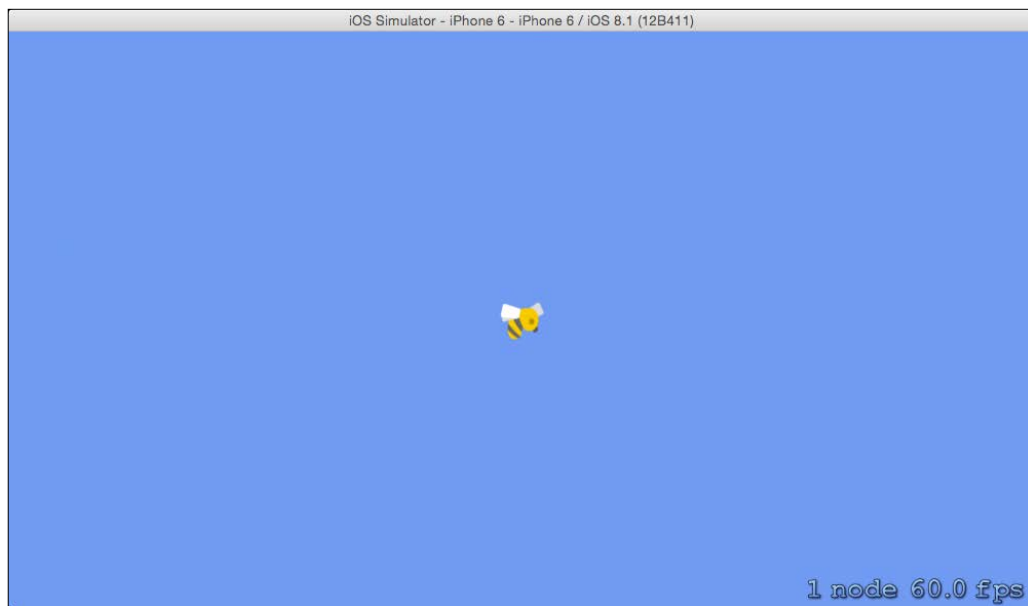 iOS Simulator - iPhone 6 - iPhone 6 / iOS 8.1 (12B411)
1 node 60.0 fps